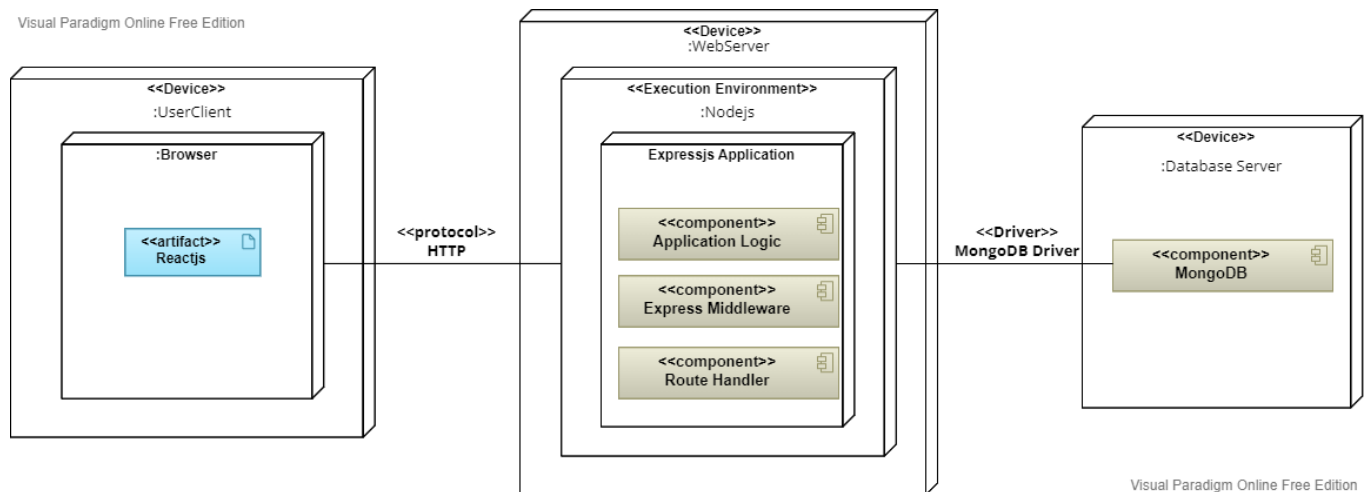 Visual Paradigm Online Free Edition
<<Device>>
:UserClient
:Browser
<<artifact>>
Reactjs
<<protocol>>
HTTP
<<Device>>
:WebServer
<<Execution Environment>>
:Nodejs
Expressjs Application
<<component>>
Application Logic
<<component>>
Express Middleware
<<component>>
Route Handler
<<Driver>>
MongoDB Driver
<<Device>>
:Database Server
<<component>>
MongoDB
Visual Paradigm Online Free Edition